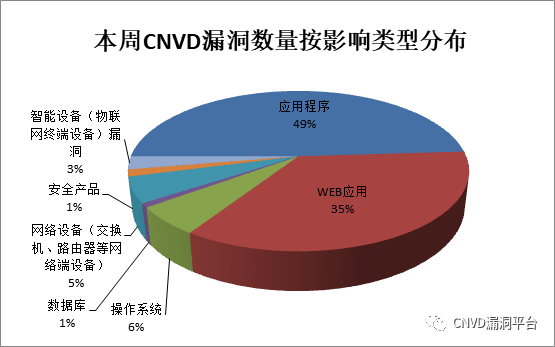 本周CNVD漏洞数量按影响类型分布
应用程序
49%
智能设备（物联
网终端设备）漏
洞
3%
WEB应用
35%
安全产品
1%
网络设备（交换
机、路由器等网
络端设备）
5%
数据库
1%
操作系统
6%
CNVD漏洞平台